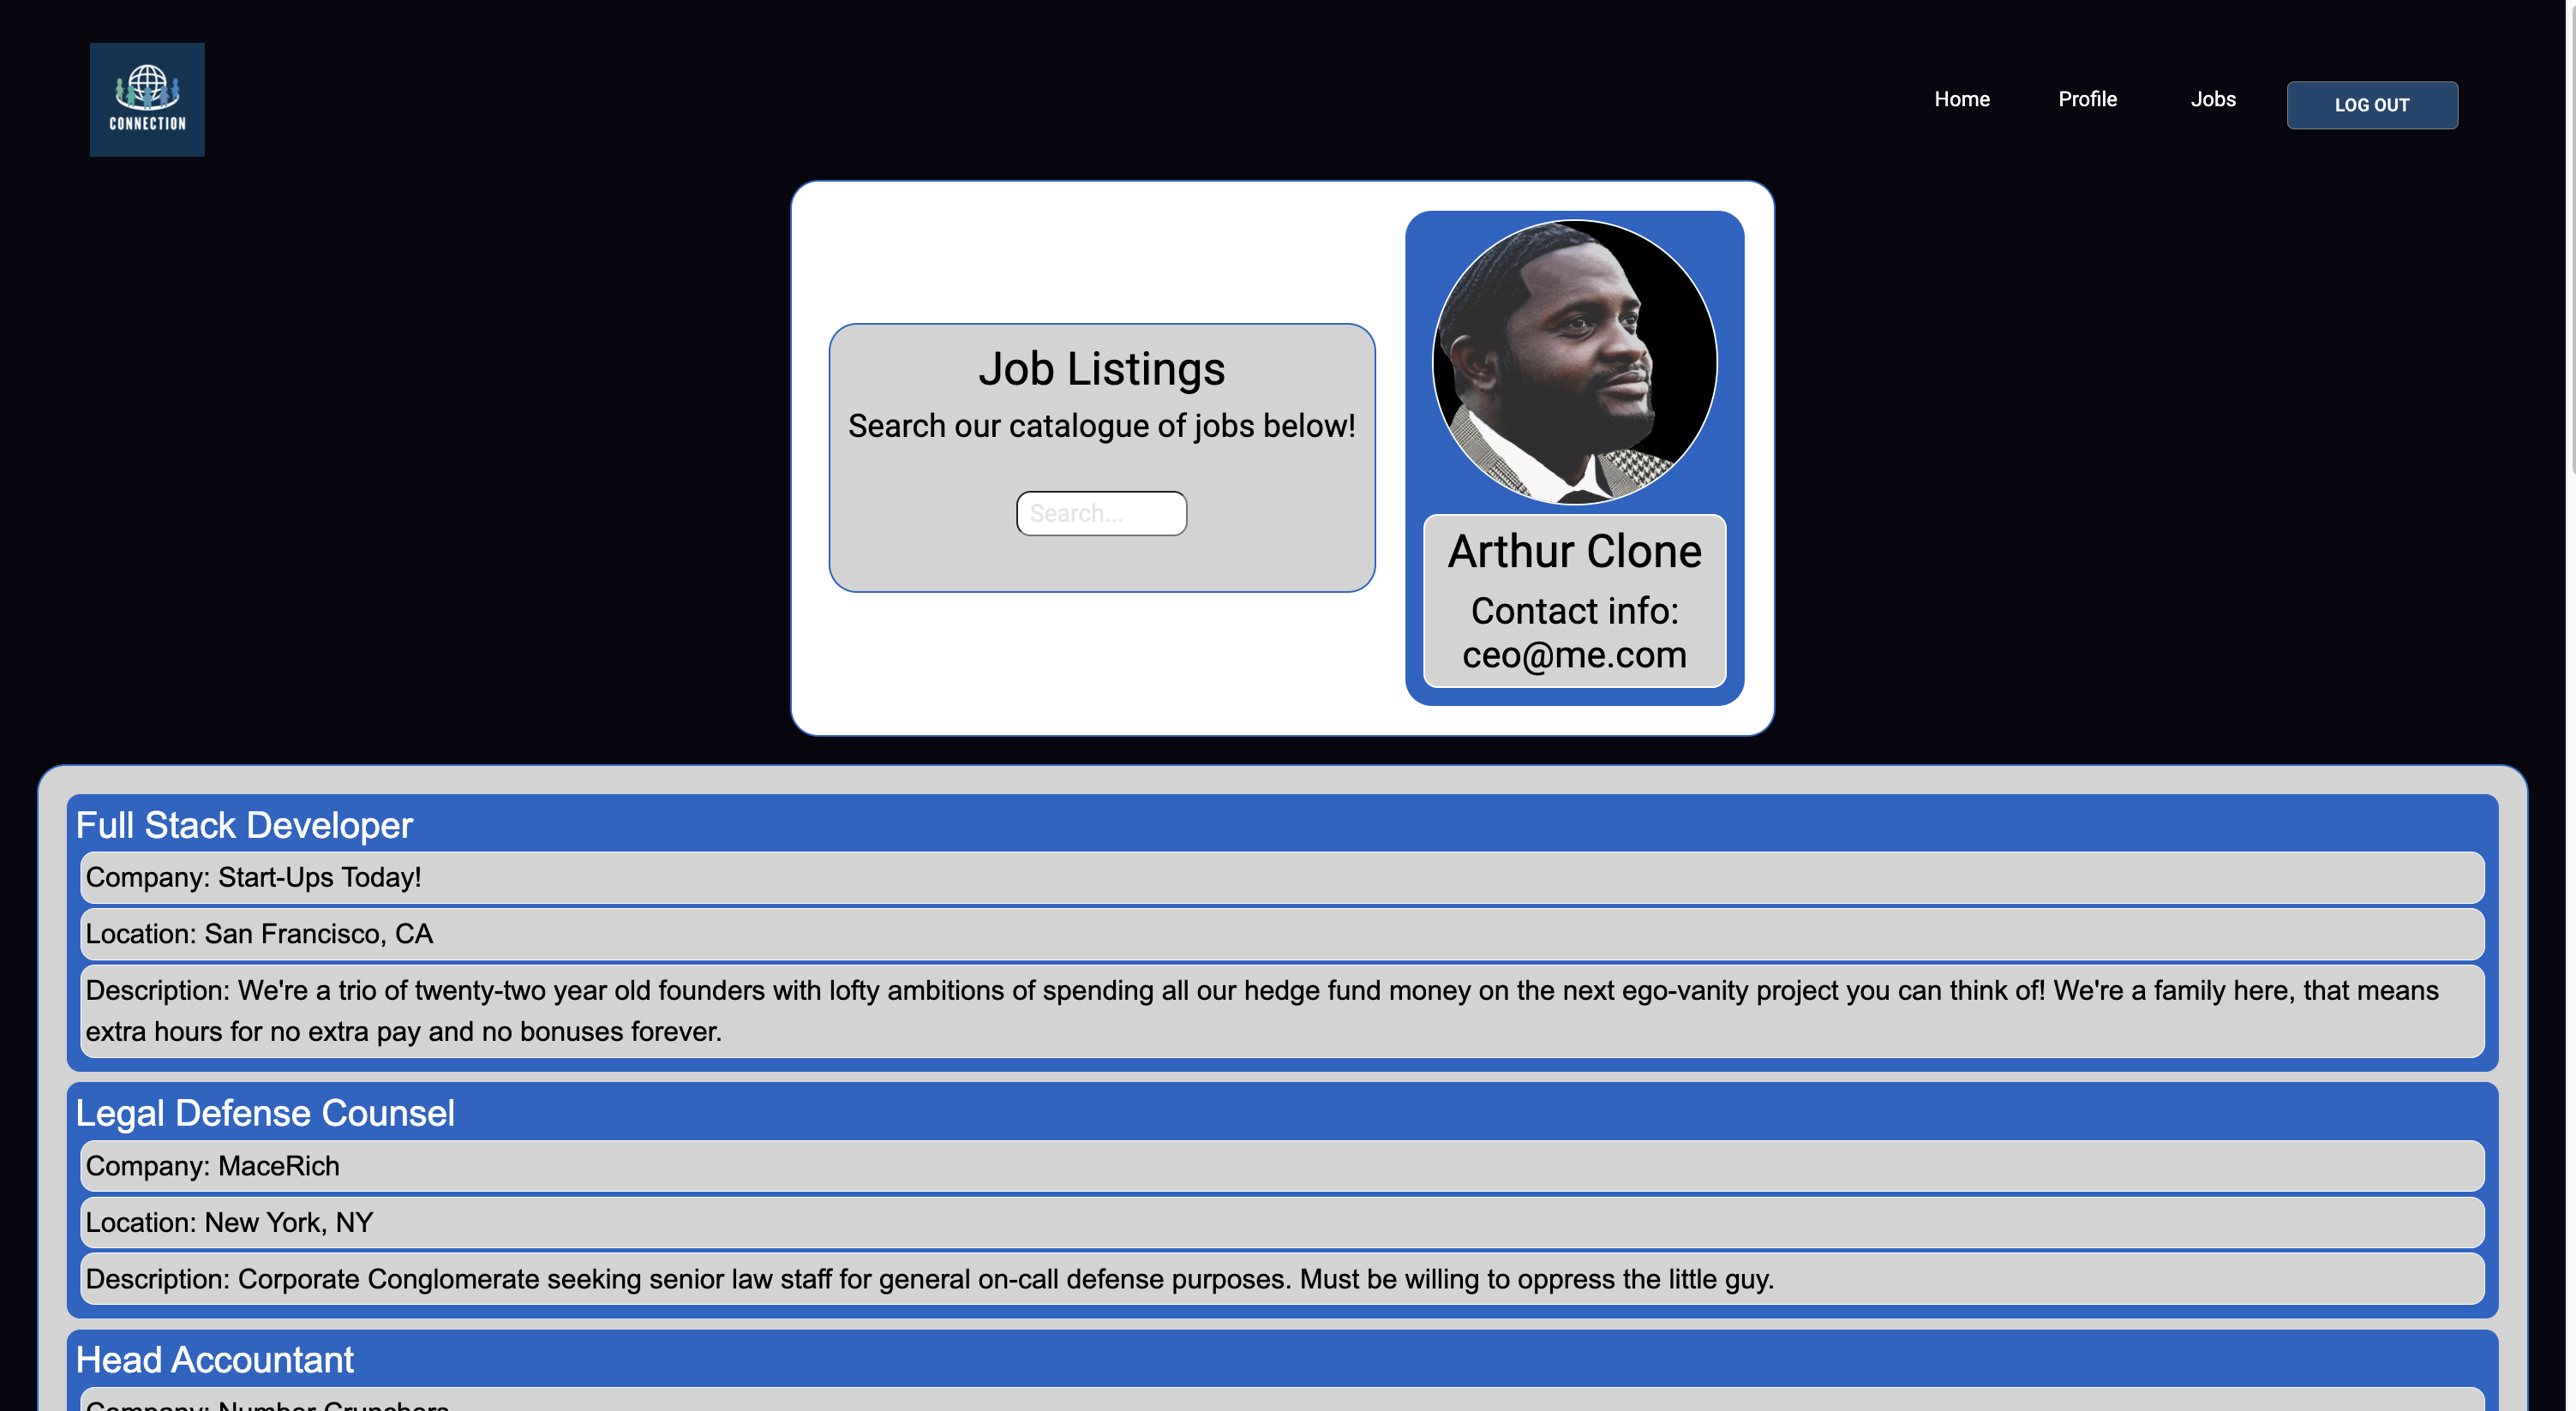 CONNECTION
Home
Profile
Jobs
LOG OUT
Job Listings
Search our catalogue of jobs below!
Search...
Arthur Clone
Contact info:
ceo@me.com
Full Stack Developer
Company: Start-Ups Today!
Location: San Francisco, CA
Description: We're a trio of twenty-two year old founders with lofty ambitions of spending all our hedge fund money on the next ego-vanity project you can think of! We're a family here, that means
extra hours for no extra pay and no bonuses forever.
Legal Defense Counsel
Company: MaceRich
Location: New York, NY
Description: Corporate Conglomerate seeking senior law staff for general on-call defense purposes. Must be willing to oppress the little guy.
Head Accountant
Company: Number Crunchers